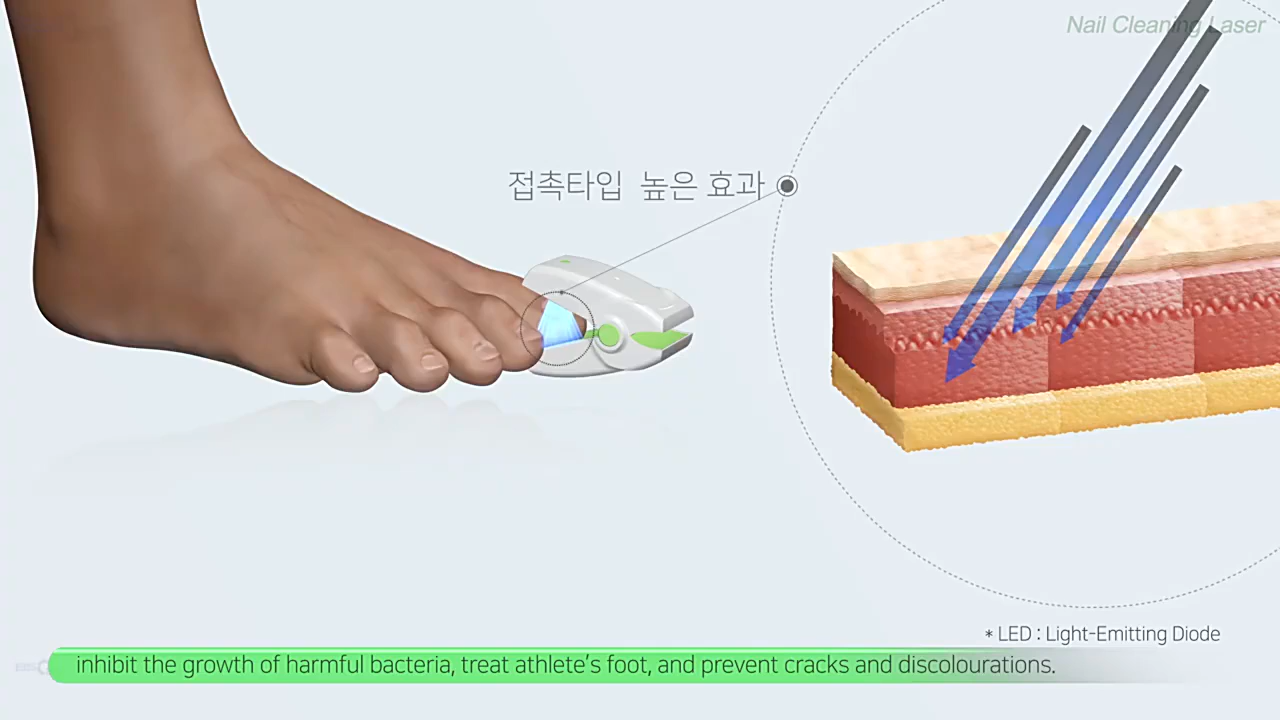 Nail Cleaning Laser
접촉타입 높은 효과
* LED : Light-Emitting Diode
inhibit the growth of harmful bacteria, treat athlete's foot, and prevent cracks and discolourations.